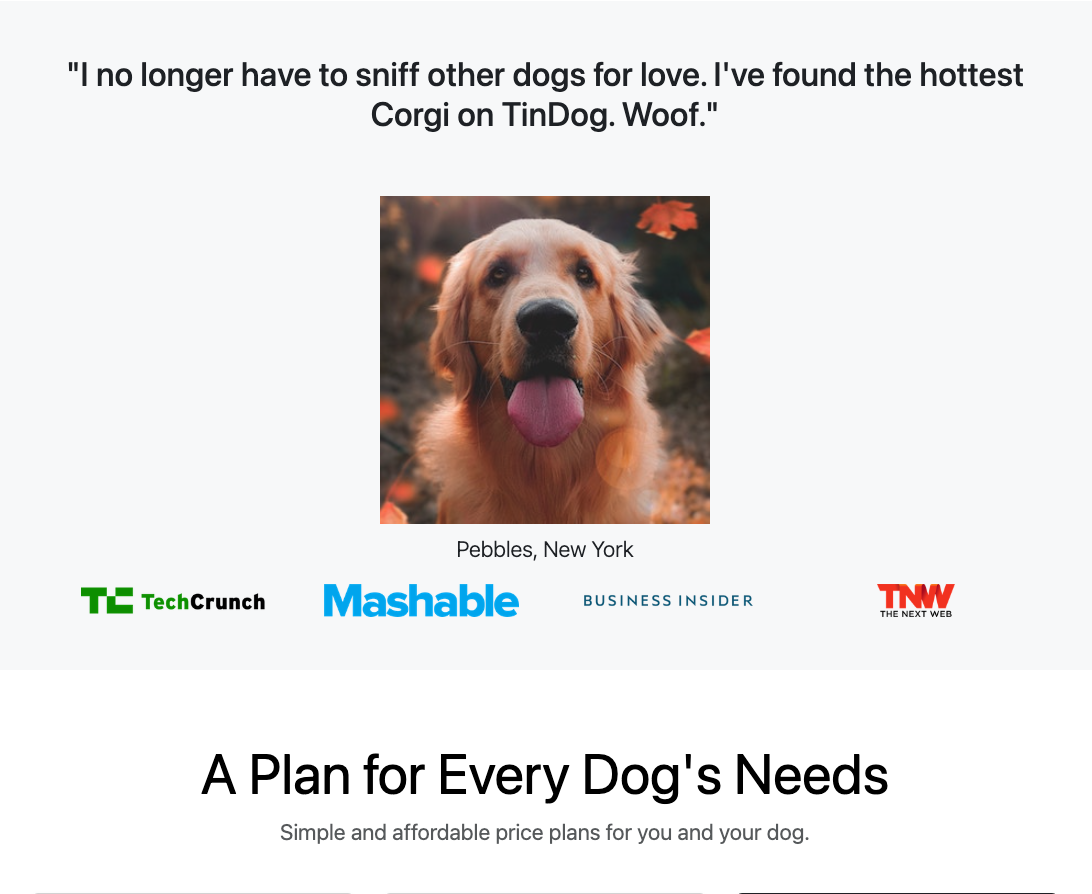 "I no longer have to sniff other dogs for love. I've found the hottest
Corgi on TinDog. Woof."
Pebbles, New York
TC TechCrunch Mashable BUSINESS INSIDER TNW
THE NEXT WEB
A Plan for Every Dog's Needs
Simple and affordable price plans for you and your dog.